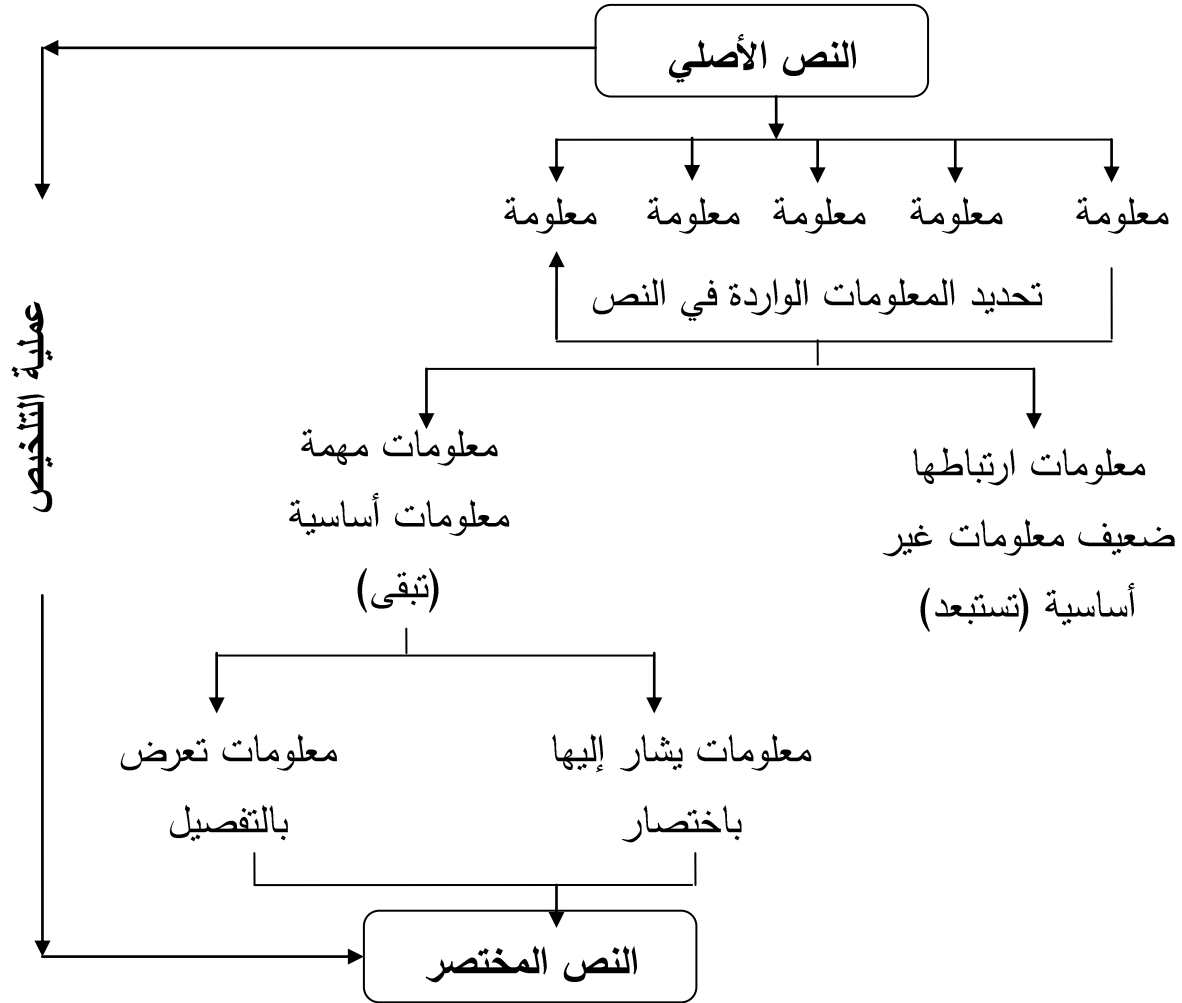 النص الأصلي
معلومة معلومة معلومة معلومة معلومة
تحديد المعلومات الواردة في النص
عملية التلخيص
معلومات ارتباطها
ضعيف معلومات غير
أساسية (تستبعد)
معلومات مهمة
معلومات أساسية
(تبقى)
معلومات يشار إليها
باختصار
معلومات تعرض
بالتفصيل
النص المختصر